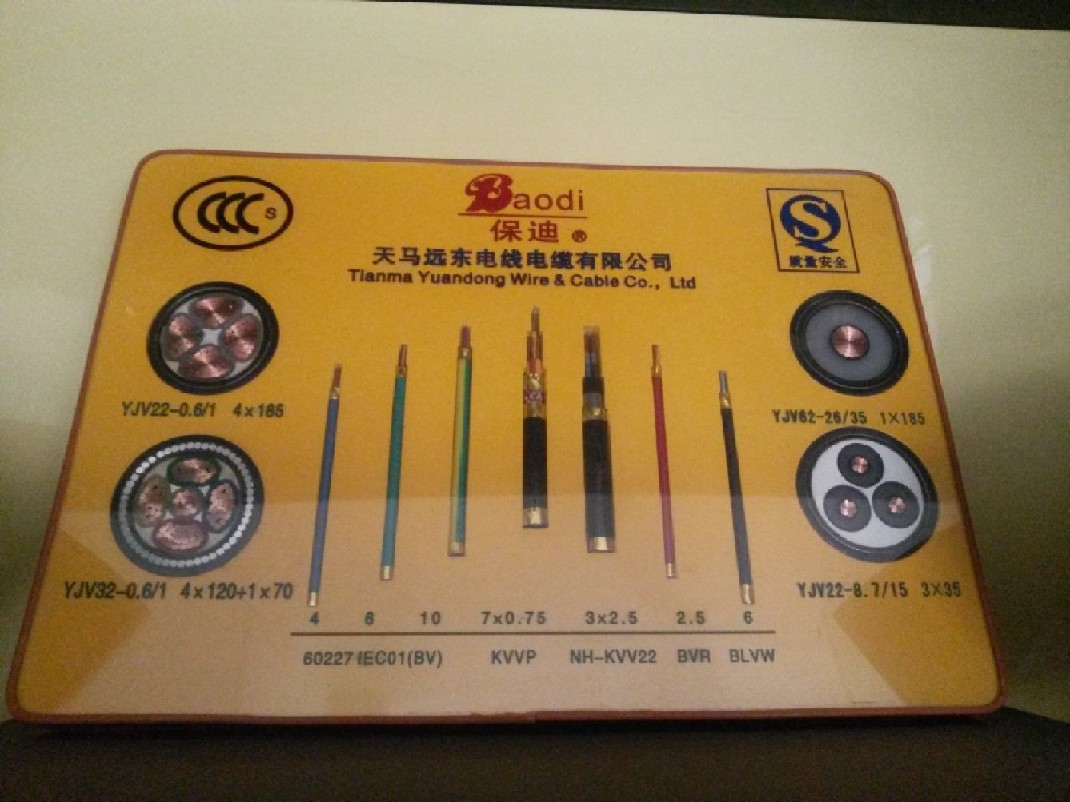 CCC S
Baodi
保迪 ®
天马远东电线电缆有限公司
Tianma Yuandong Wire & Cable Co., Ltd
QS
质量安全
YJV22-0.6/1 4×185
YJV62-26/35 1×185
YJV32-0.6/1 4×120+1×70
YJV22-8.7/15 3×35
4 6 10 7×0.75 3×2.5 2.5 6
60227 IEC01(BV) KVVP NH-KVV22 BVR BLVW